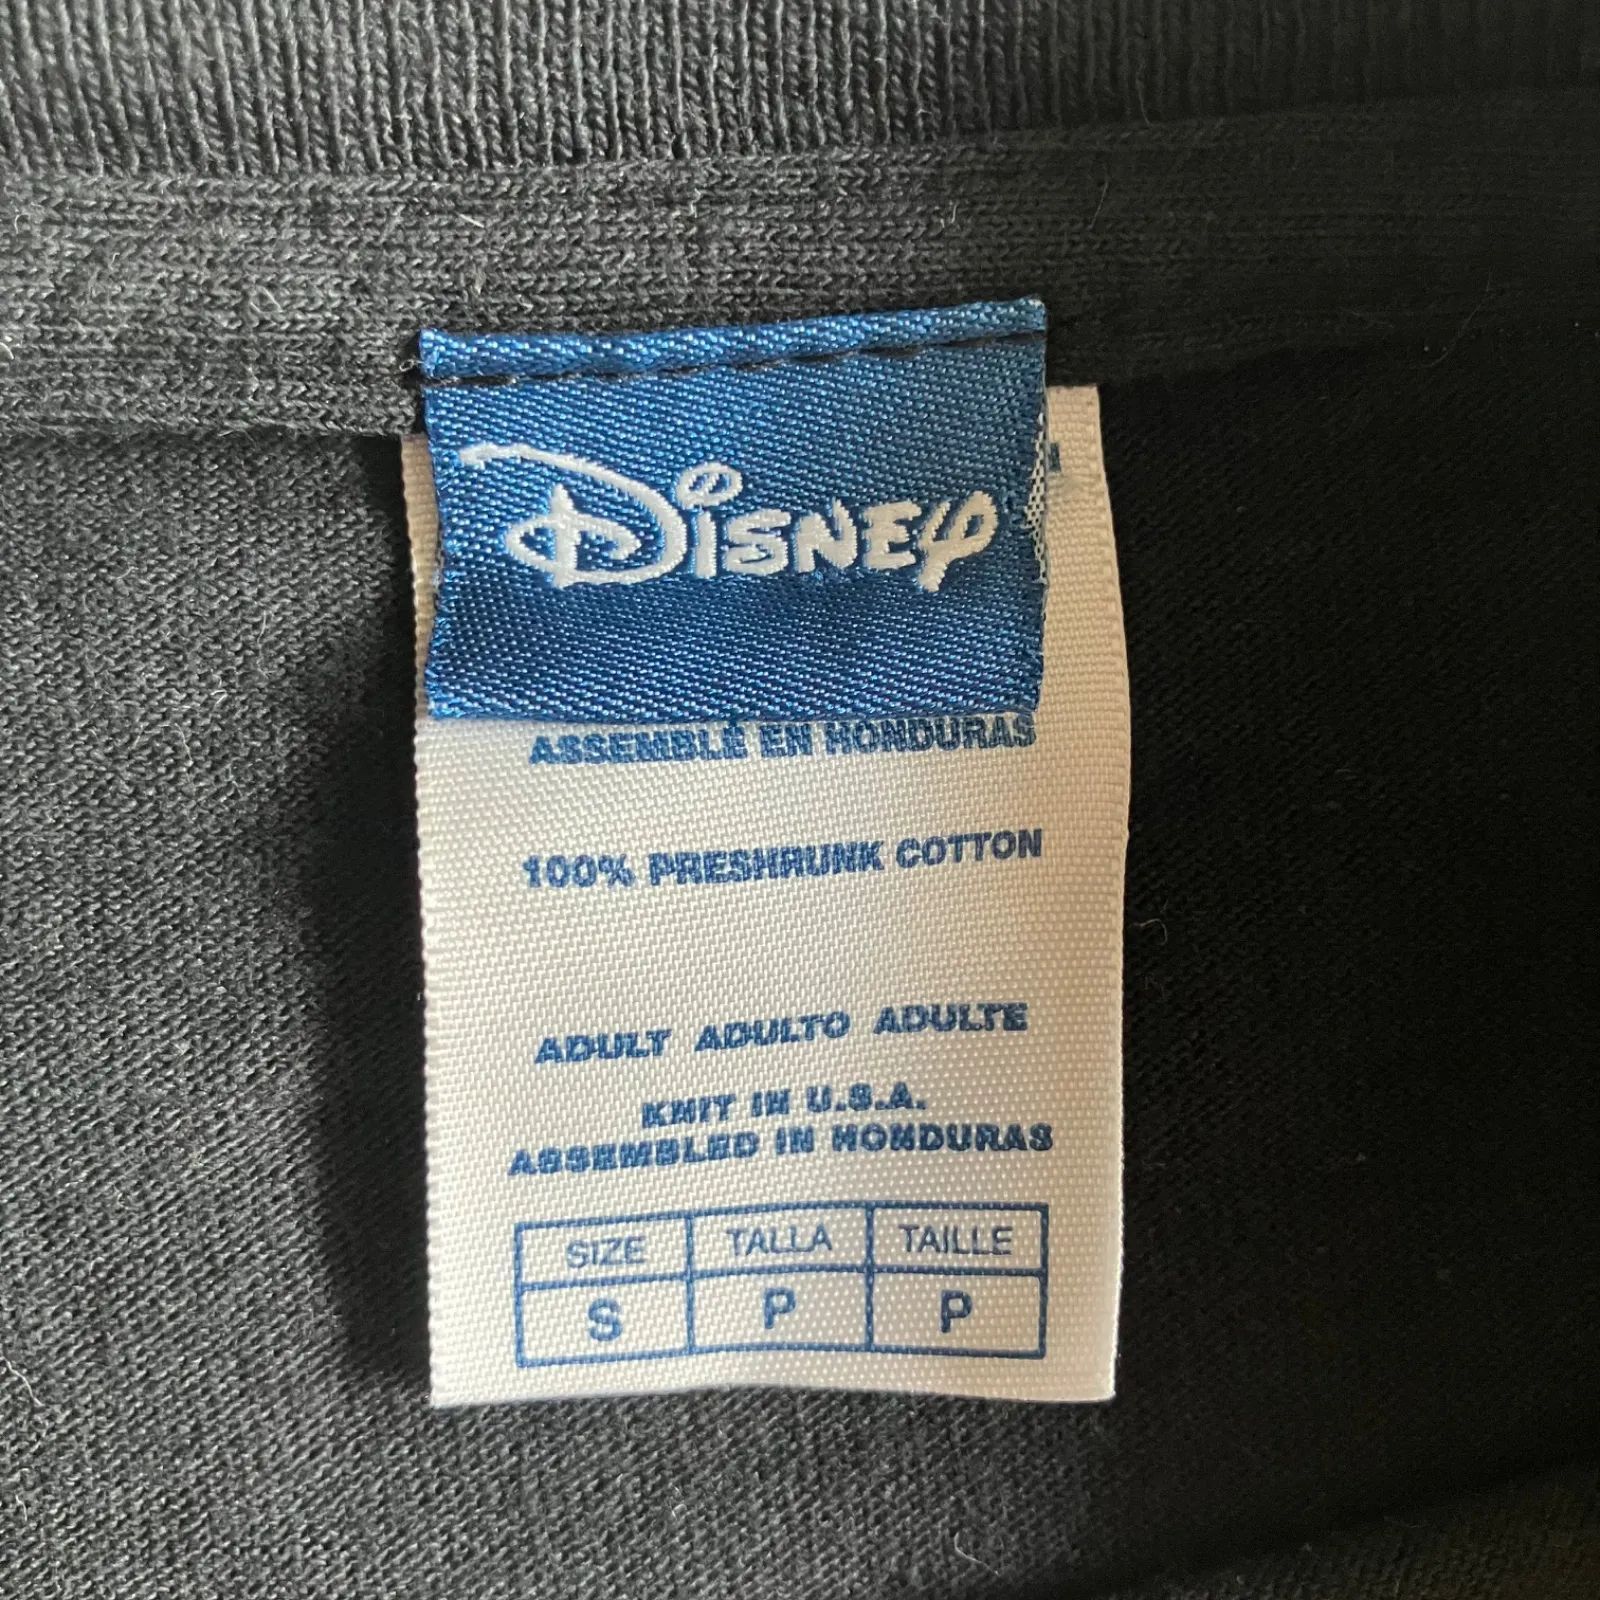 Disney
ASSEMBLÉ EN HONDURAS
100% PRESHRUNK COTTON
ADULT ADULTO ADULTE
KNIT IN U.S.A.
ASSEMBLED IN HONDURAS
SIZE TALLA TAILLE
S P P